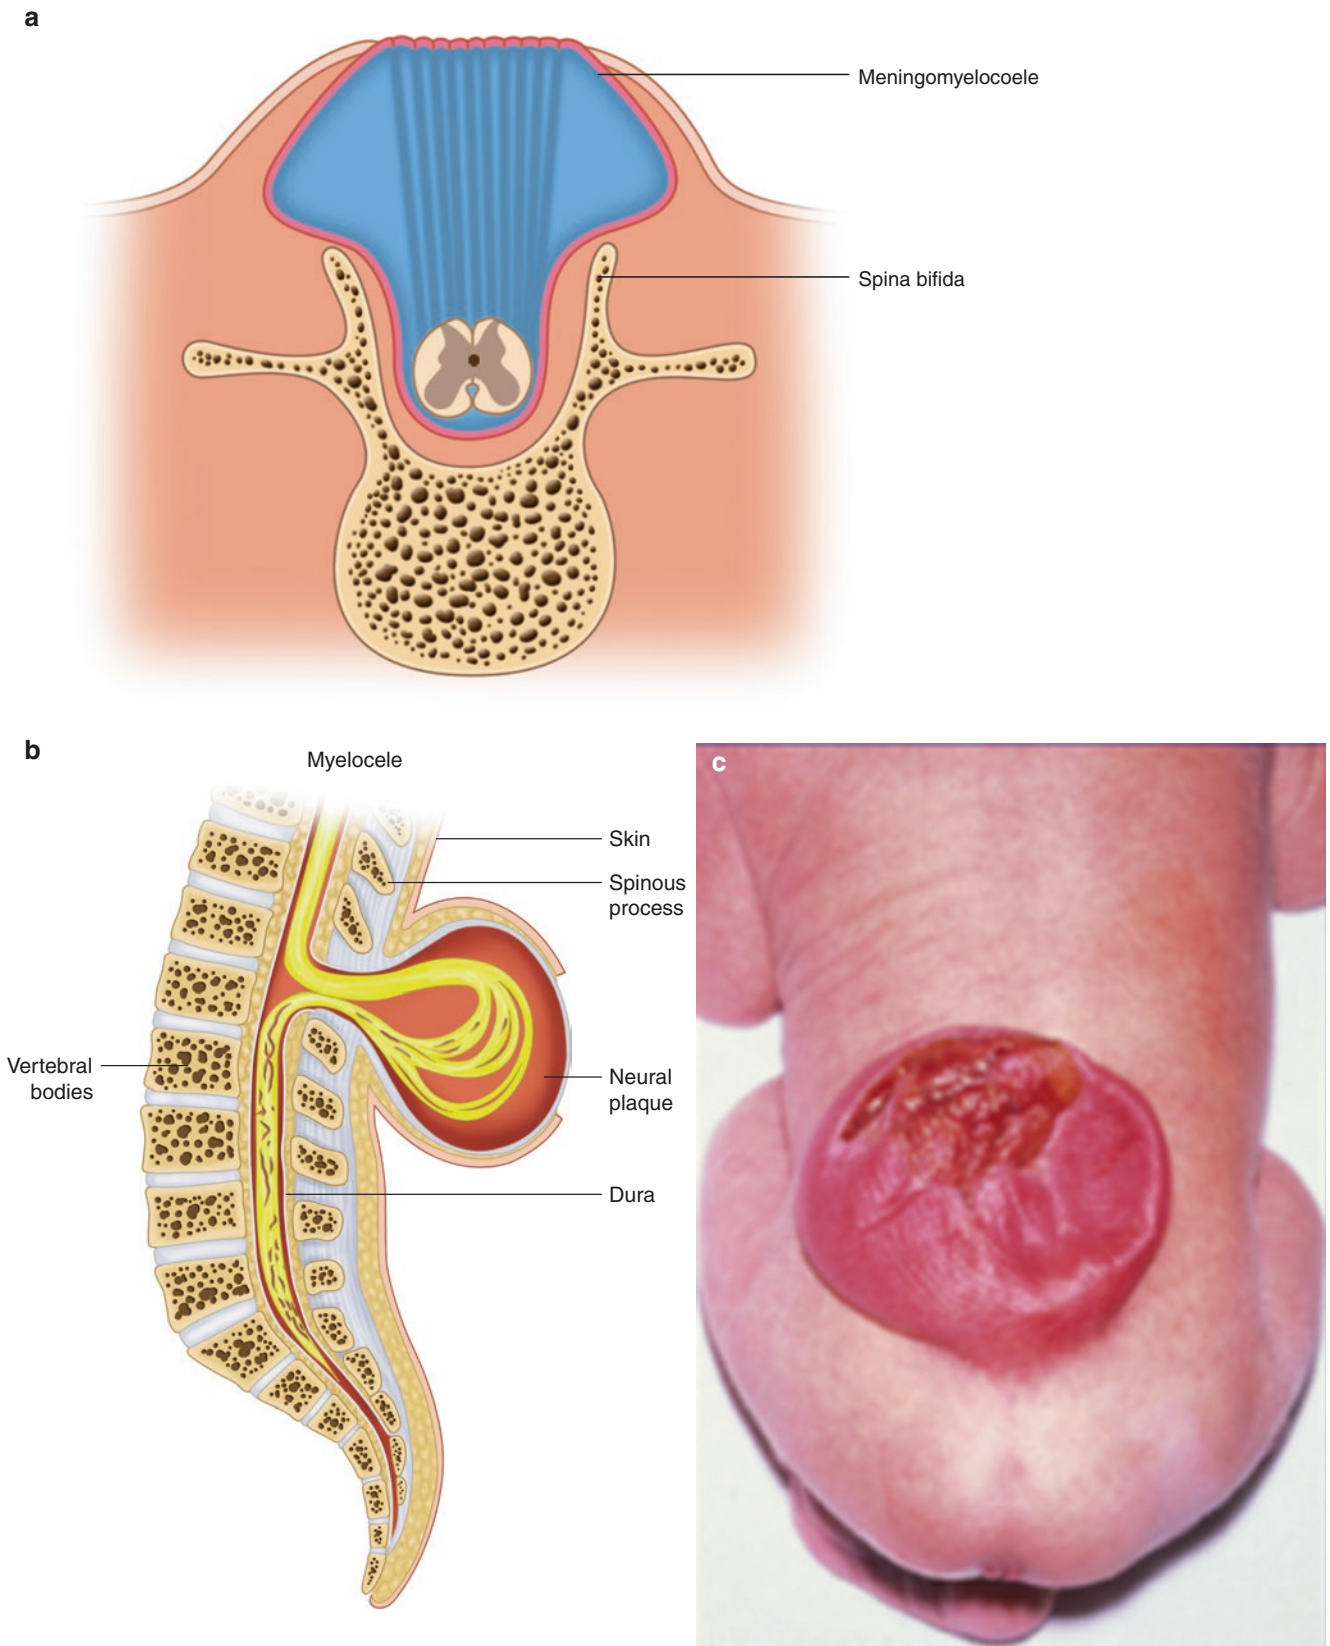 a
Meningomyelocoele
Spina bifida
b
Myelocele
c
Skin
Spinous
process
Vertebral
bodies
Neural
plaque
Dura